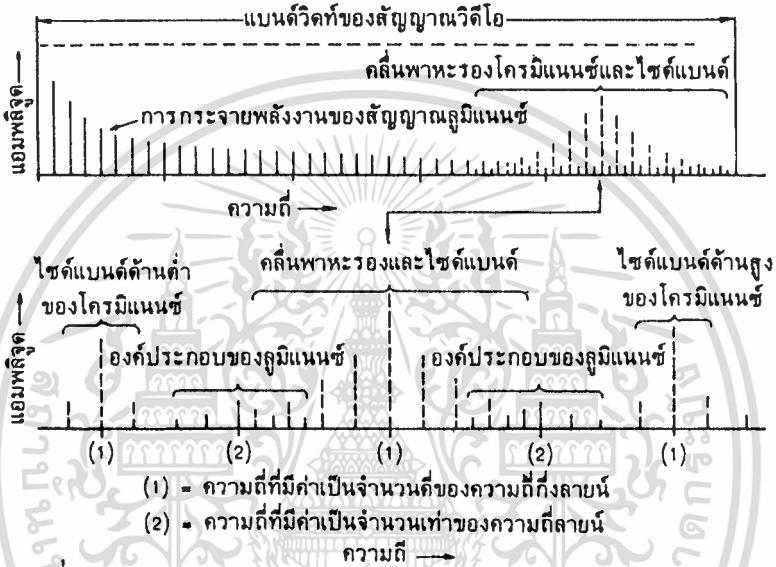 แบนด์วิดท์ของสัญญาณวิดีโอ
คลื่นพาหะรองโครมิแนนซ์และไซด์แบนด์
การกระจายพลังงานของสัญญาณลูมิแนนซ์
แอมพลิจูด
ความถี่
ไซด์แบนด์ด้านต่ำ
ของโครมิแนนซ์
คลื่นพาหะรองและไซด์แบนด์
ไซด์แบนด์ด้านสูง
ของโครมิแนนซ์
องค์ประกอบของลูมิแนนซ์
องค์ประกอบของลูมิแนนซ์
แอมพลิจูด
(1) (2) (1) (2) (1)
(1) = ความถี่ที่มีค่าเป็นจำนวนคี่ของความถี่กึ่งลายน์
(2) = ความถี่ที่มีค่าเป็นจำนวนเท่าของความถี่ลายน์
ความถี่